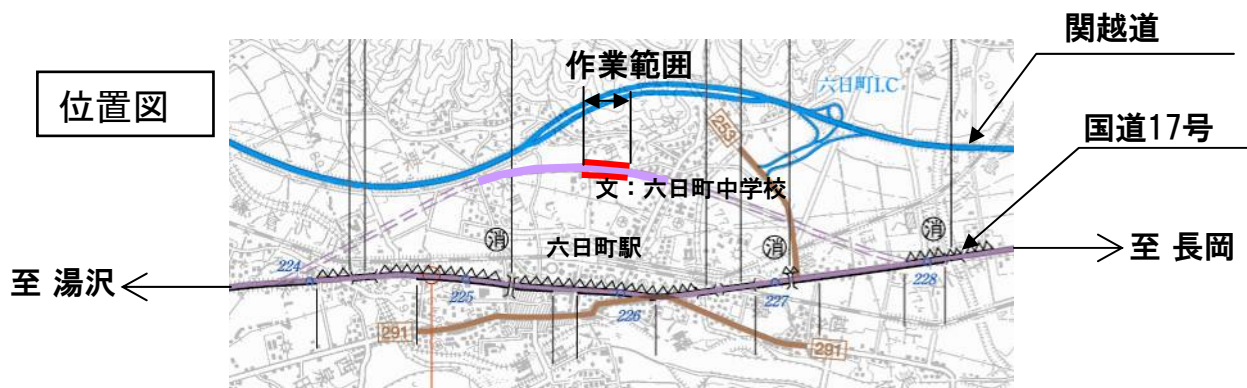 関越道
作業範囲
六日町I.C
位置図
国道17号
253
文：六日町中学校
消
消
消
六日町駅
至 長岡
至 湯沢
224
225
226
227
228
291
291